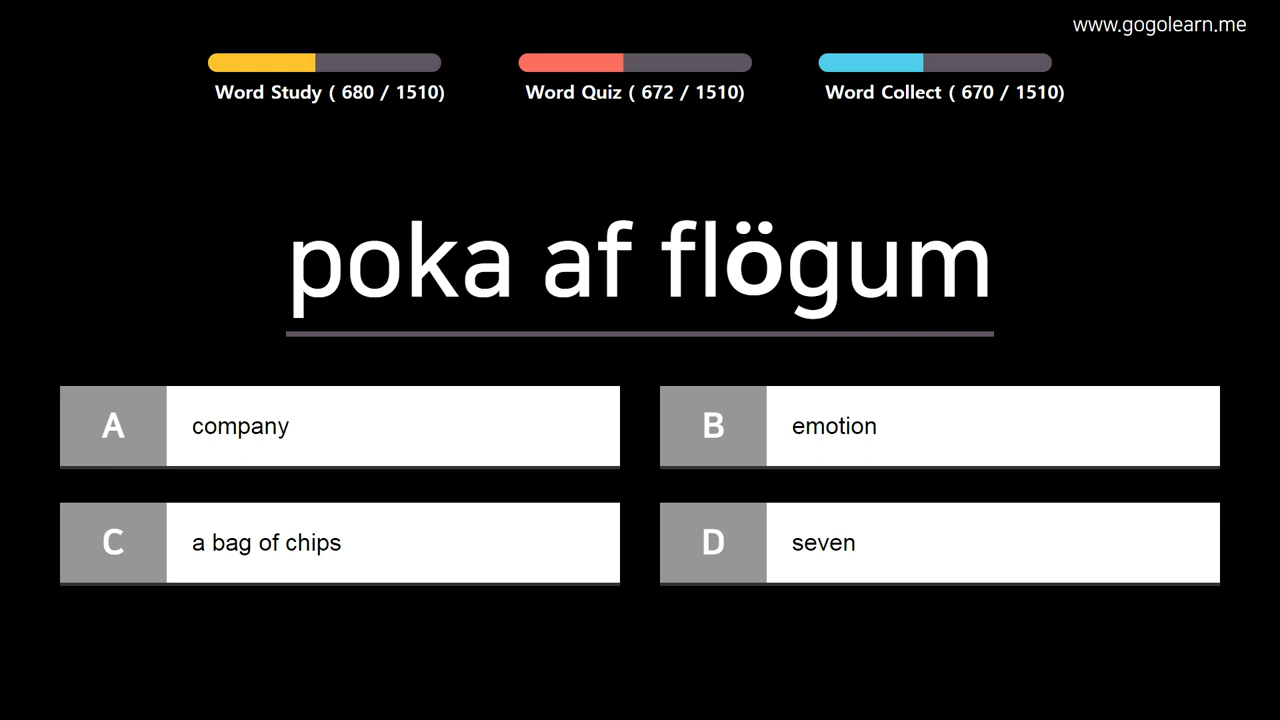 www.gogolearn.me
Word Study ( 680 / 1510)
Word Quiz ( 672 / 1510)
Word Collect ( 670 / 1510)
poka af flögum
A company
B emotion
C a bag of chips
D seven